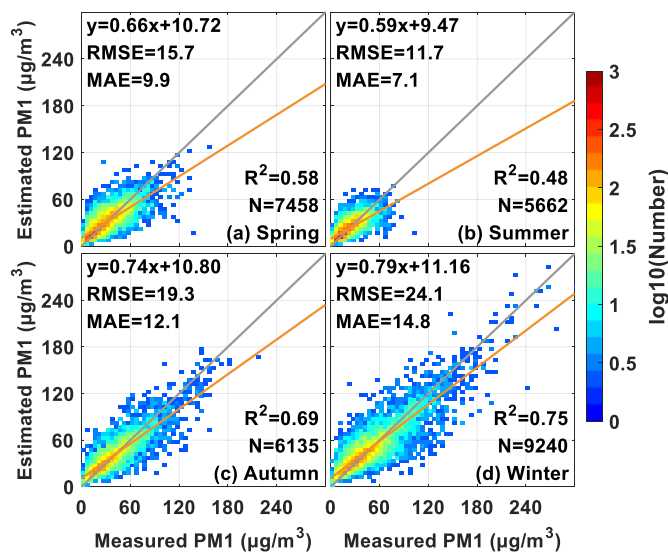 y=0.66x+10.72
RMSE=15.7
MAE=9.9
R²=0.58
N=7458
(a) Spring
Estimated PM1 (μg/m³)
300
240
180
120
60
0
y=0.59x+9.47
RMSE=11.7
MAE=7.1
R²=0.48
N=5662
(b) Summer
y=0.74x+10.80
RMSE=19.3
MAE=12.1
R²=0.69
N=6135
(c) Autumn
Estimated PM1 (μg/m³)
240
180
120
60
0
0 60 120 180 240
Measured PM1 (μg/m³)
y=0.79x+11.16
RMSE=24.1
MAE=14.8
R²=0.75
N=9240
(d) Winter
0 60 120 180 240
Measured PM1 (μg/m³)
3
2.5
2
1.5
1
0.5
0
log10(Number)